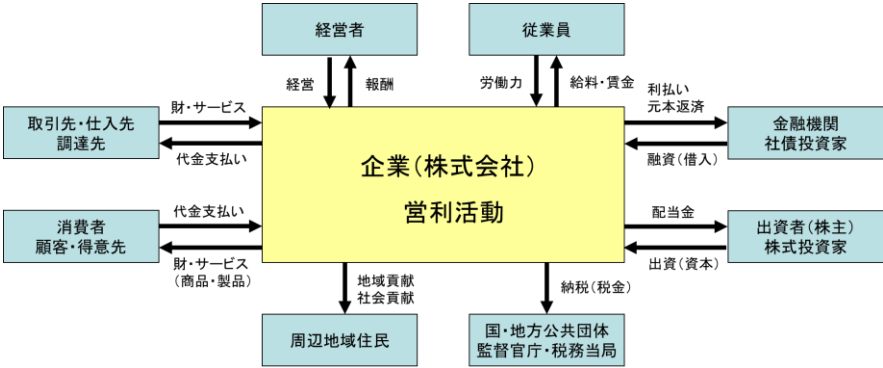 経営者
従業員
経営
報酬
労働力
給料・賃金
財・サービス
利払い
元本返済
取引先・仕入先
調達先
金融機関
社債投資家
代金支払い
融資(借入)
企業(株式会社)
営利活動
代金支払い
配当金
消費者
顧客・得意先
出資者(株主)
株式投資家
財・サービス
(商品・製品)
出資(資本)
地域貢献
社会貢献
納税(税金)
周辺地域住民
国・地方公共団体
監督官庁・税務当局